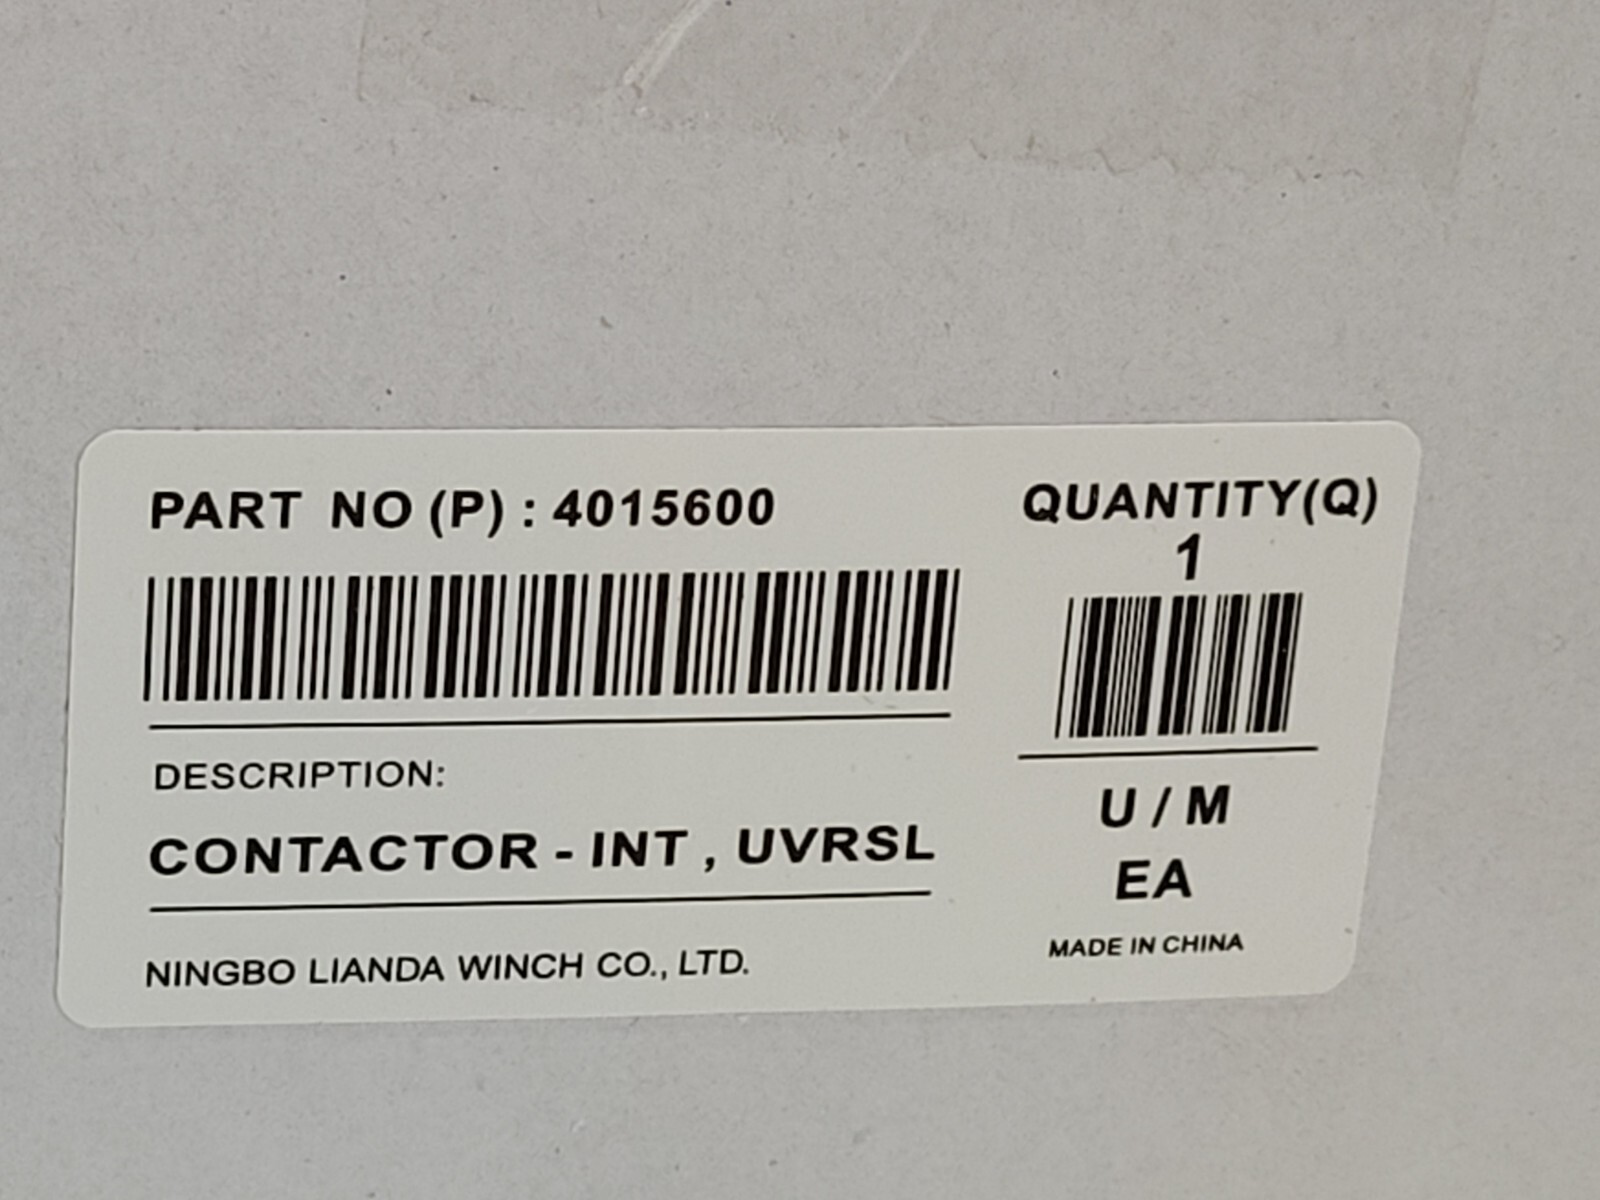 PART NO (P) : 4015600
QUANTITY(Q)
1
DESCRIPTION:
CONTACTOR - INT , UVRSL
U / M
EA
NINGBO LIANDA WINCH CO., LTD.
MADE IN CHINA